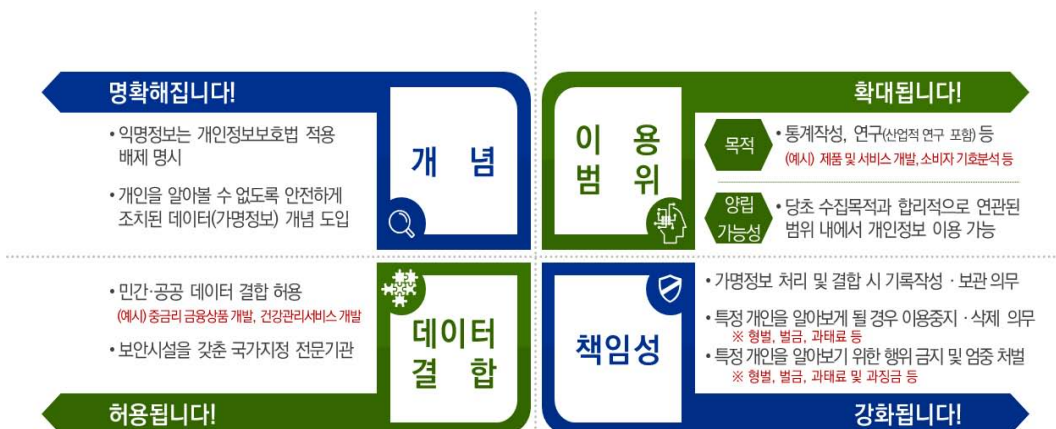 명확해집니다!
• 익명정보는 개인정보보호법 적용
배제 명시
• 개인을 알아볼 수 없도록 안전하게
조치된 데이터(가명정보) 개념 도입
개 념
확대됩니다!
이 용
범 위
목적
• 통계작성, 연구(산업적 연구 포함) 등
(예시) 제품 및 서비스 개발, 소비자 기호분석 등
양립
가능성
• 당초 수집목적과 합리적으로 연관된
범위 내에서 개인정보 이용 가능
• 민간·공공 데이터 결합 허용
(예시) 중금리 금융상품 개발, 건강관리서비스 개발
• 보안시설을 갖춘 국가지정 전문기관
데이터
결 합
허용됩니다!
책임성
• 가명정보 처리 및 결합 시 기록작성 · 보관 의무
• 특정 개인을 알아보게 될 경우 이용중지 · 삭제 의무
※ 형벌, 벌금, 과태료 등
• 특정 개인을 알아보기 위한 행위 금지 및 엄중 처벌
※ 형벌, 벌금, 과태료 및 과징금 등
강화됩니다!